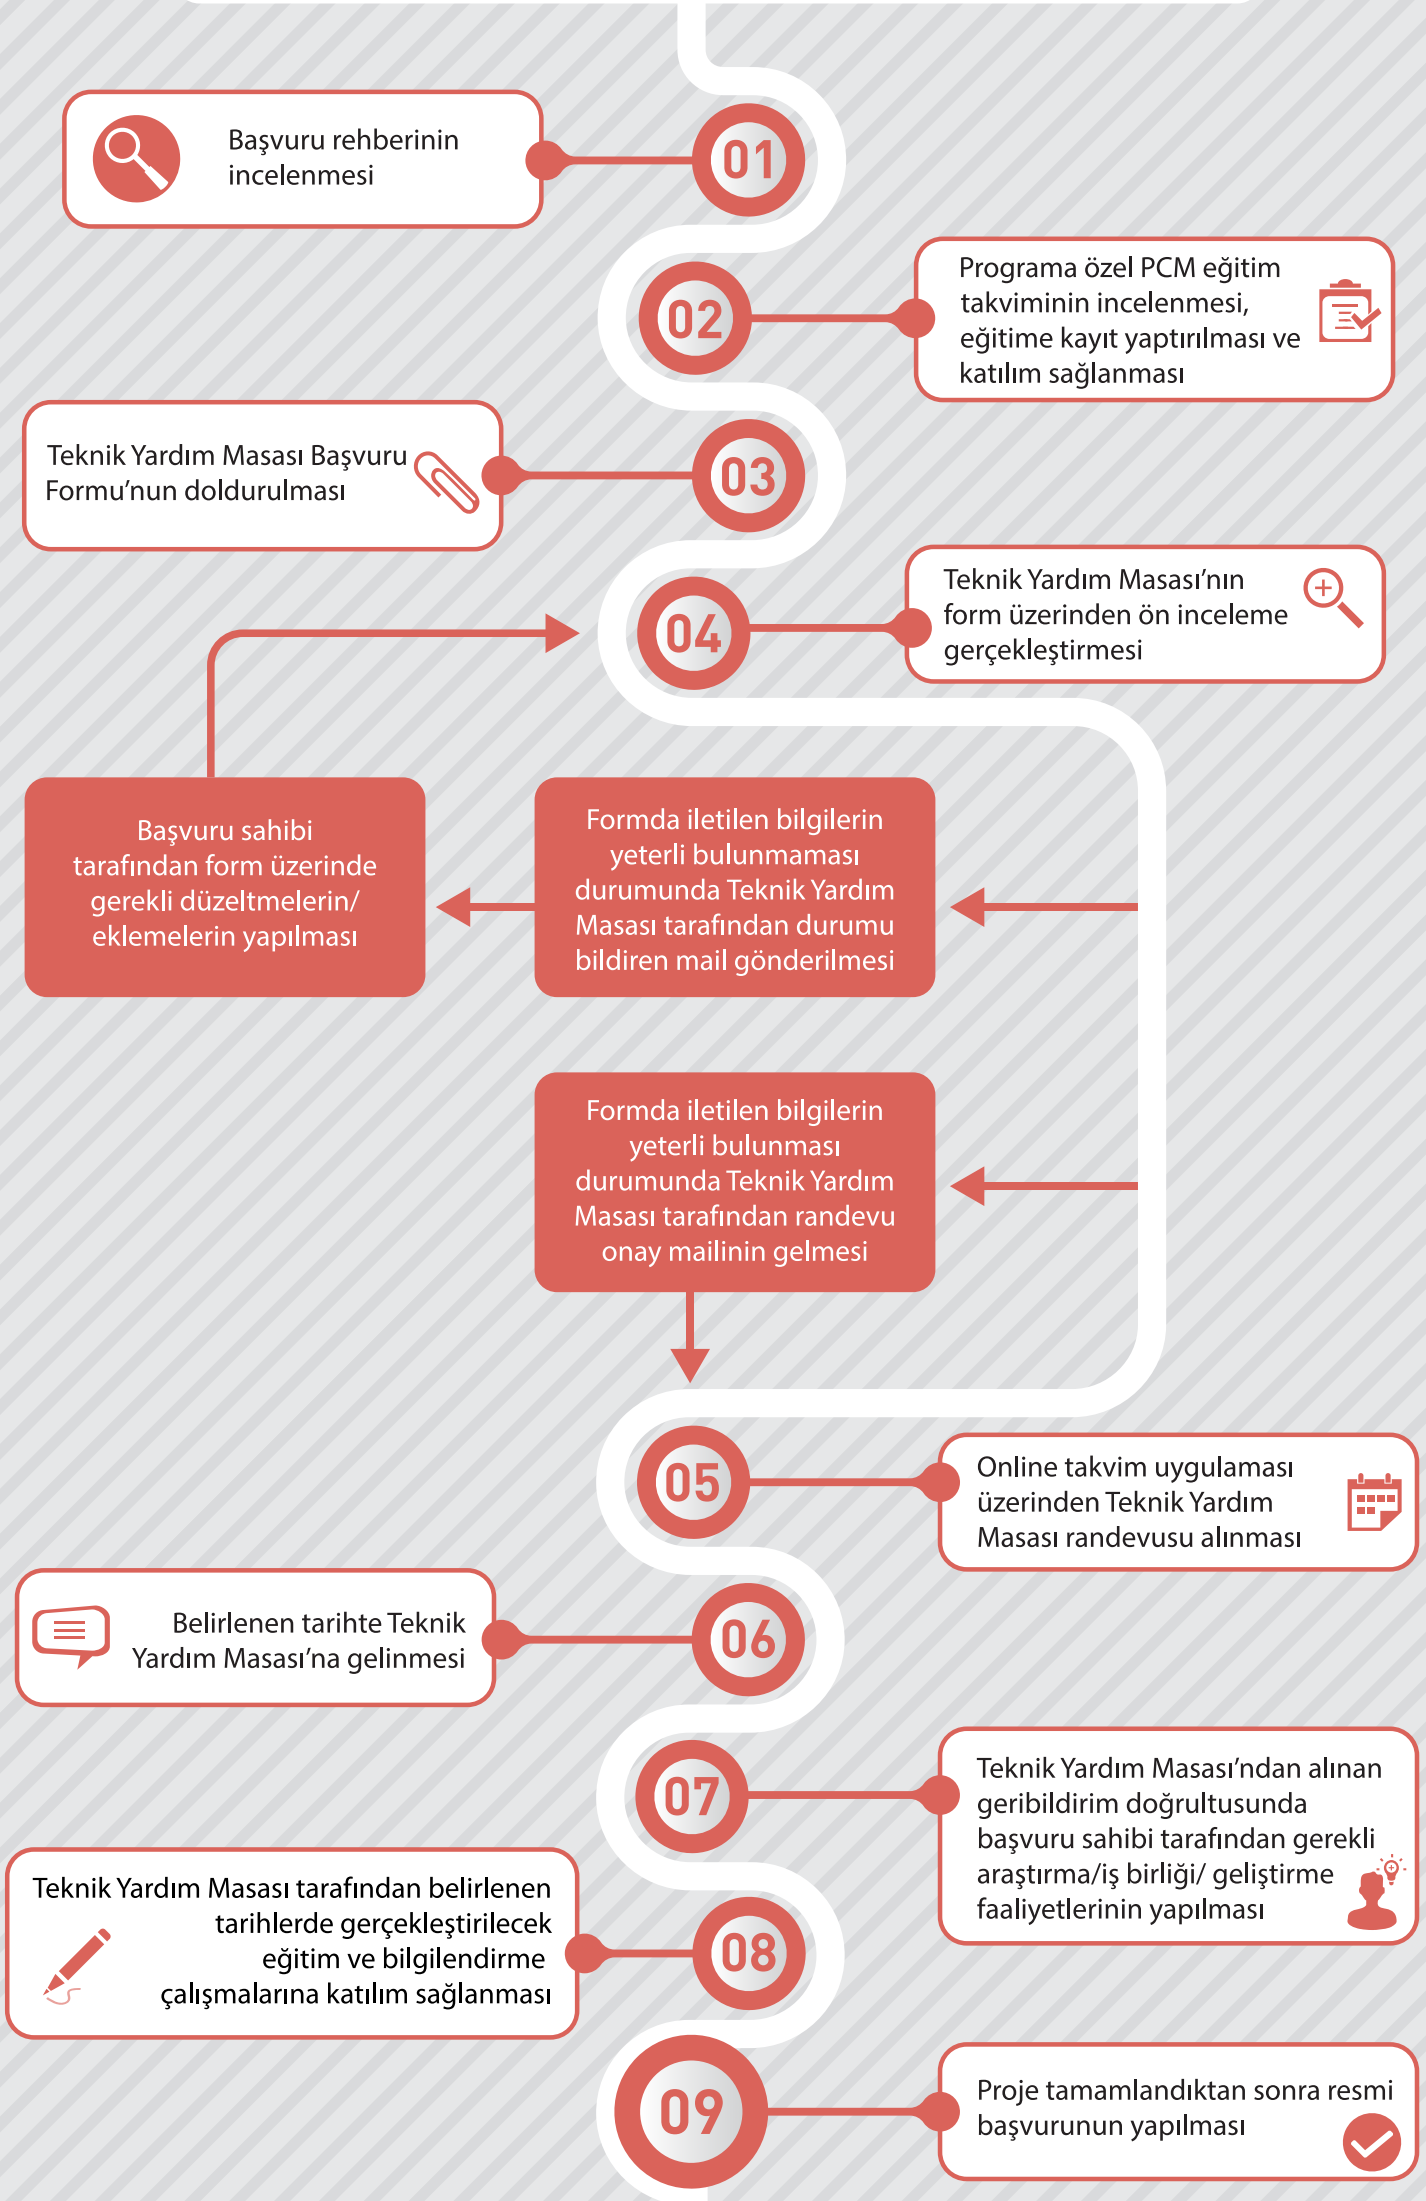 01
Başvuru rehberinin
incelenmesi
02
Programa özel PCM eğitim
takviminin incelenmesi,
eğitime kayıt yaptırılması ve
katılım sağlanması
03
Teknik Yardım Masası Başvuru
Formu’nun doldurulması
04
Teknik Yardım Masası’nın
form üzerinden ön inceleme
gerçekleştirmesi
Formda iletilen bilgilerin
yeterli bulunmaması
durumunda Teknik Yardım
Masası tarafından durumu
bildiren mail gönderilmesi
Başvuru sahibi
tarafından form üzerinde
gerekli düzeltmelerin/
eklemelerin yapılması
Formda iletilen bilgilerin
yeterli bulunması
durumunda Teknik Yardım
Masası tarafından randevu
onay mailinin gelmesi
05
Online takvim uygulaması
üzerinden Teknik Yardım
Masası randevusu alınması
06
Belirlenen tarihte Teknik
Yardım Masası’na gelinmesi
07
Teknik Yardım Masası’ndan alınan
geribildirim doğrultusunda
başvuru sahibi tarafından gerekli
araştırma/iş birliği/ geliştirme
faaliyetlerinin yapılması
08
Teknik Yardım Masası tarafından belirlenen
tarihlerde gerçekleştirilecek
eğitim ve bilgilendirme
çalışmalarına katılım sağlanması
09
Proje tamamlandıktan sonra resmi
başvurunun yapılması